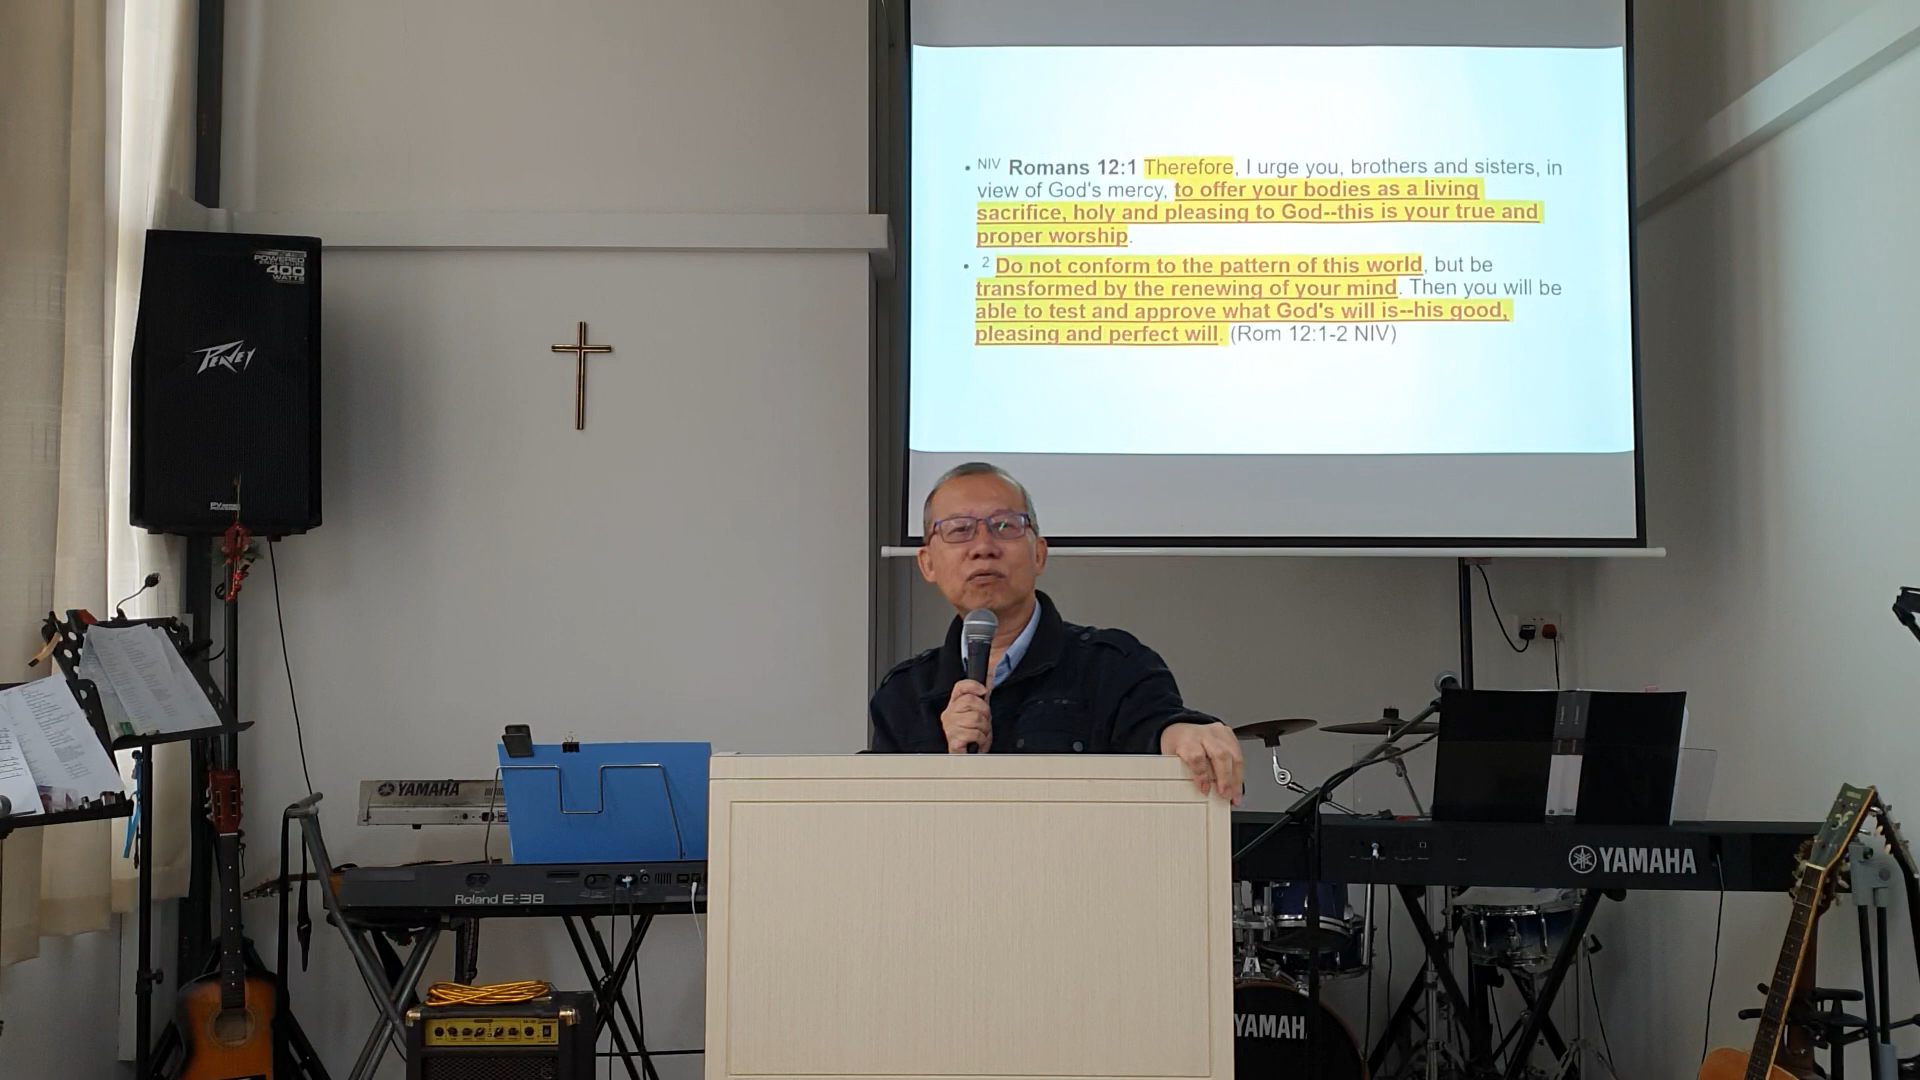 • NIV Romans 12:1 Therefore, I urge you, brothers and sisters, in
view of God's mercy, to offer your bodies as a living
sacrifice, holy and pleasing to God--this is your true and
proper worship.
• 2 Do not conform to the pattern of this world, but be
transformed by the renewing of your mind. Then you will be
able to test and approve what God's will is--his good,
pleasing and perfect will. (Rom 12:1-2 NIV)
POWERED
400
WATTS
PEAVEY
YAMAHA
Roland E-38
YAMAHA
YAMAH